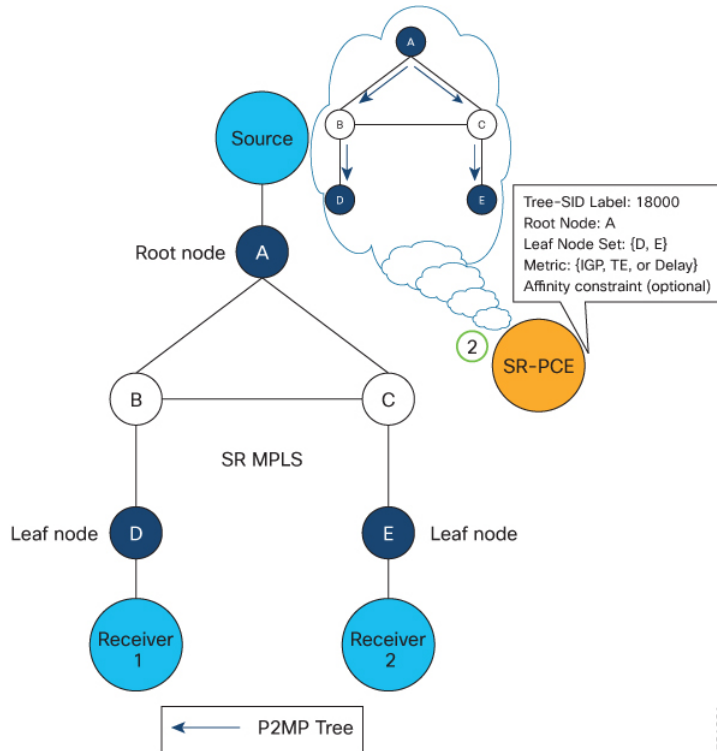 A
B
C
D
E
Source
Tree-SID Label: 18000
Root Node: A
Leaf Node Set: {D, E}
Metric: {IGP, TE, or Delay}
Affinity constraint (optional)
Root node
A
2
SR-PCE
B
C
SR MPLS
Leaf node
D
E
Leaf node
Receiver
1
Receiver
2
P2MP Tree